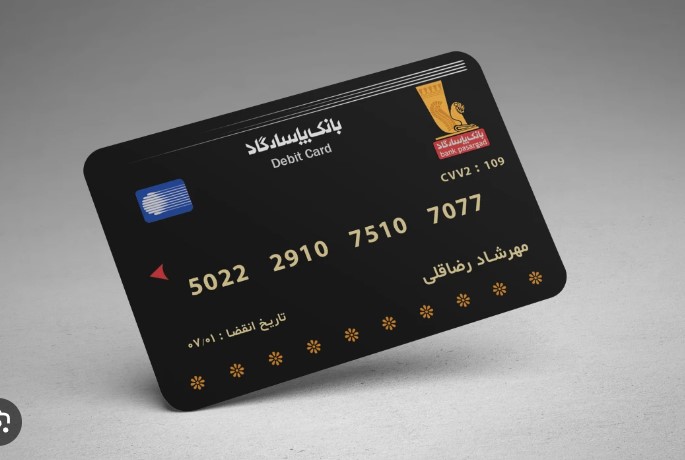 بانک پاسارگاد
Debit Card
بانک پاسارگاد
bank pasargad
CVV2 : 109
5022 2910 7510 7077
مهرشاد رضاقلی
تاریخ انقضا : ۰۷/۰۱